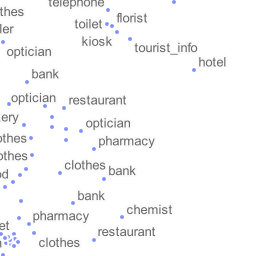 telephone
thes
florist
toilet
ler
kiosk
tourist_info
optician
hotel
bank
optician
restaurant
ery
optician
othes
pharmacy
othes
clothes
od
bank
bank
chemist
pharmacy
et
restaurant
clothes